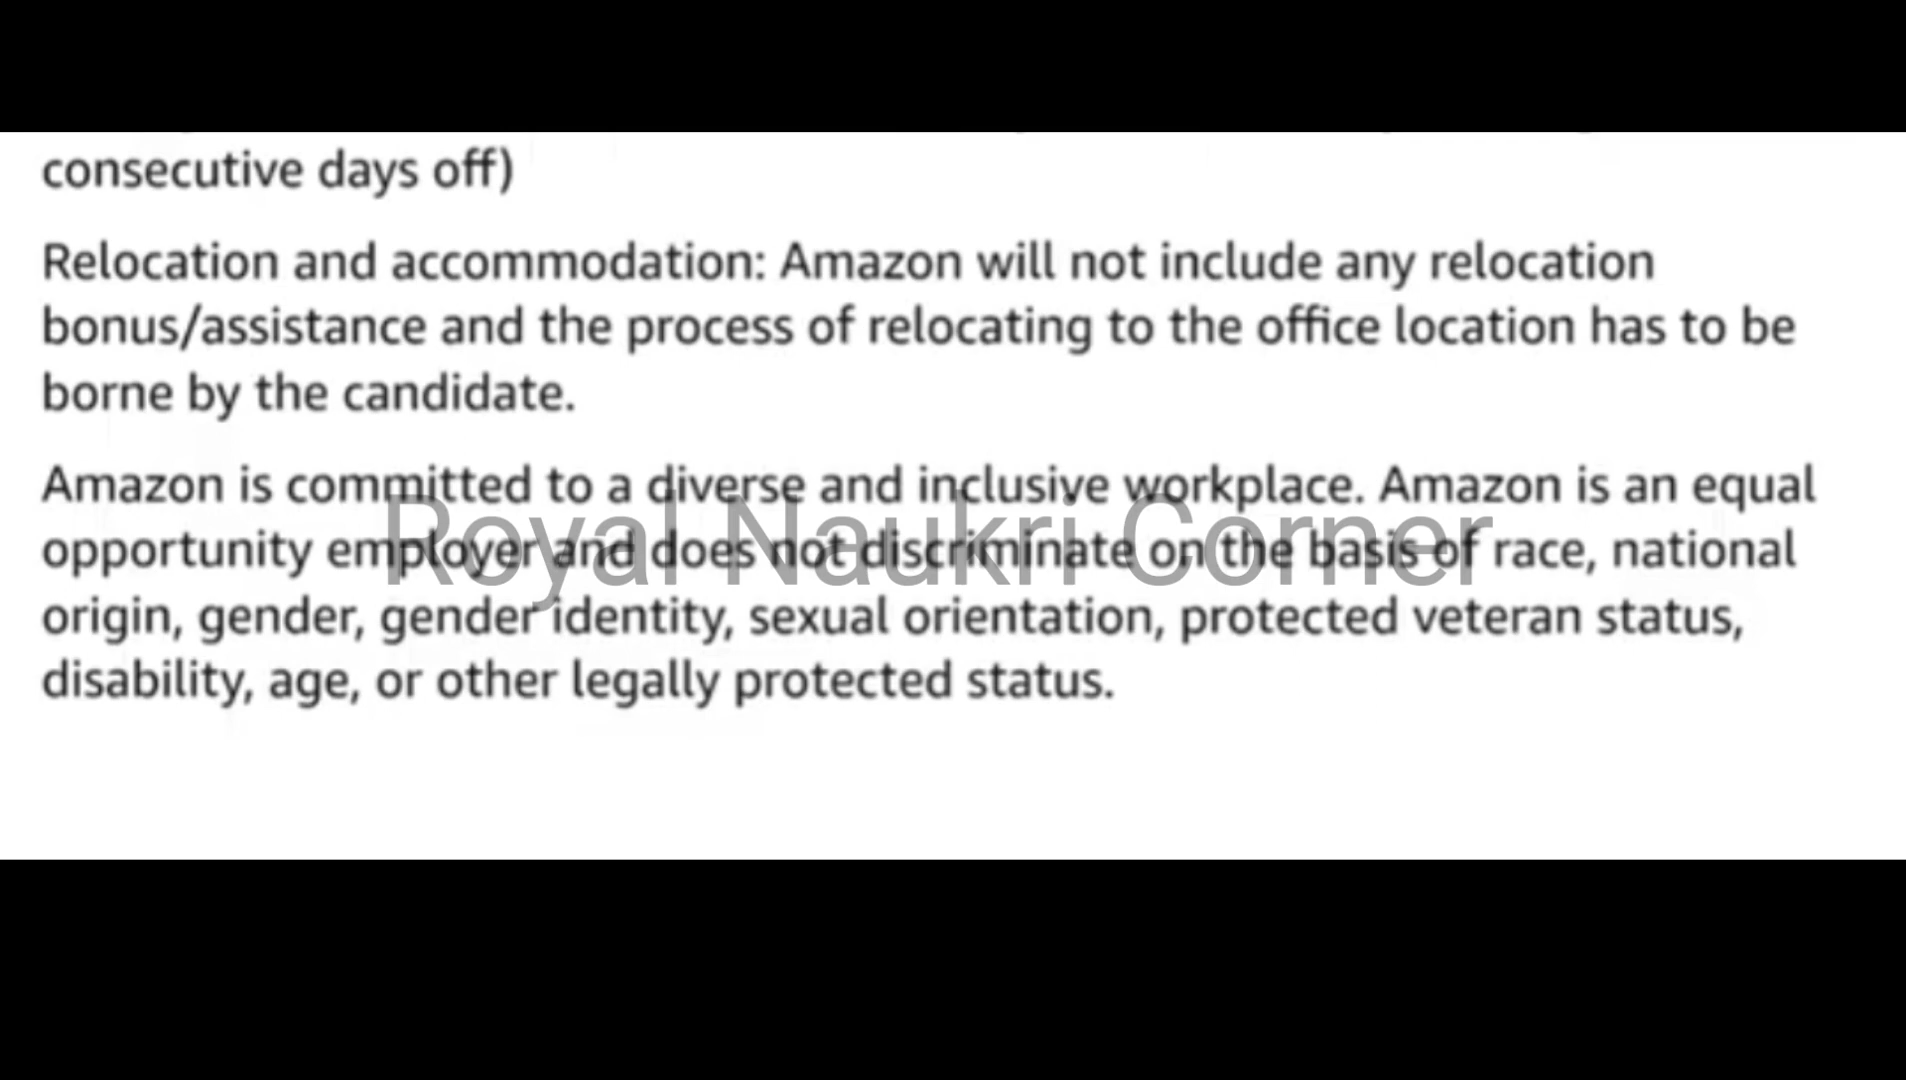 consecutive days off)
Relocation and accommodation: Amazon will not include any relocation
bonus/assistance and the process of relocating to the office location has to be
borne by the candidate.
Amazon is committed to a diverse and inclusive workplace. Amazon is an equal
Royal Naukri Corner
opportunity employer and does not discriminate on the basis of race, national
origin, gender, gender identity, sexual orientation, protected veteran status,
disability, age, or other legally protected status.